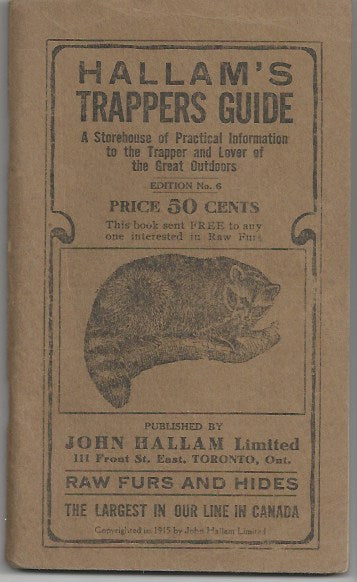 HALLAM'S
TRAPPERS GUIDE
A Storehouse of Practical Information
to the Trapper and Lover of
the Great Outdoors
EDITION No. 6
PRICE 50 CENTS
This book sent FREE to any
one interested in Raw Furs
PUBLISHED BY
JOHN HALLAM Limited
111 Front St. East. TORONTO, Ont.
RAW FURS AND HIDES
THE LARGEST IN OUR LINE IN CANADA
Copyrighted in 1915 by John Hallam Limited